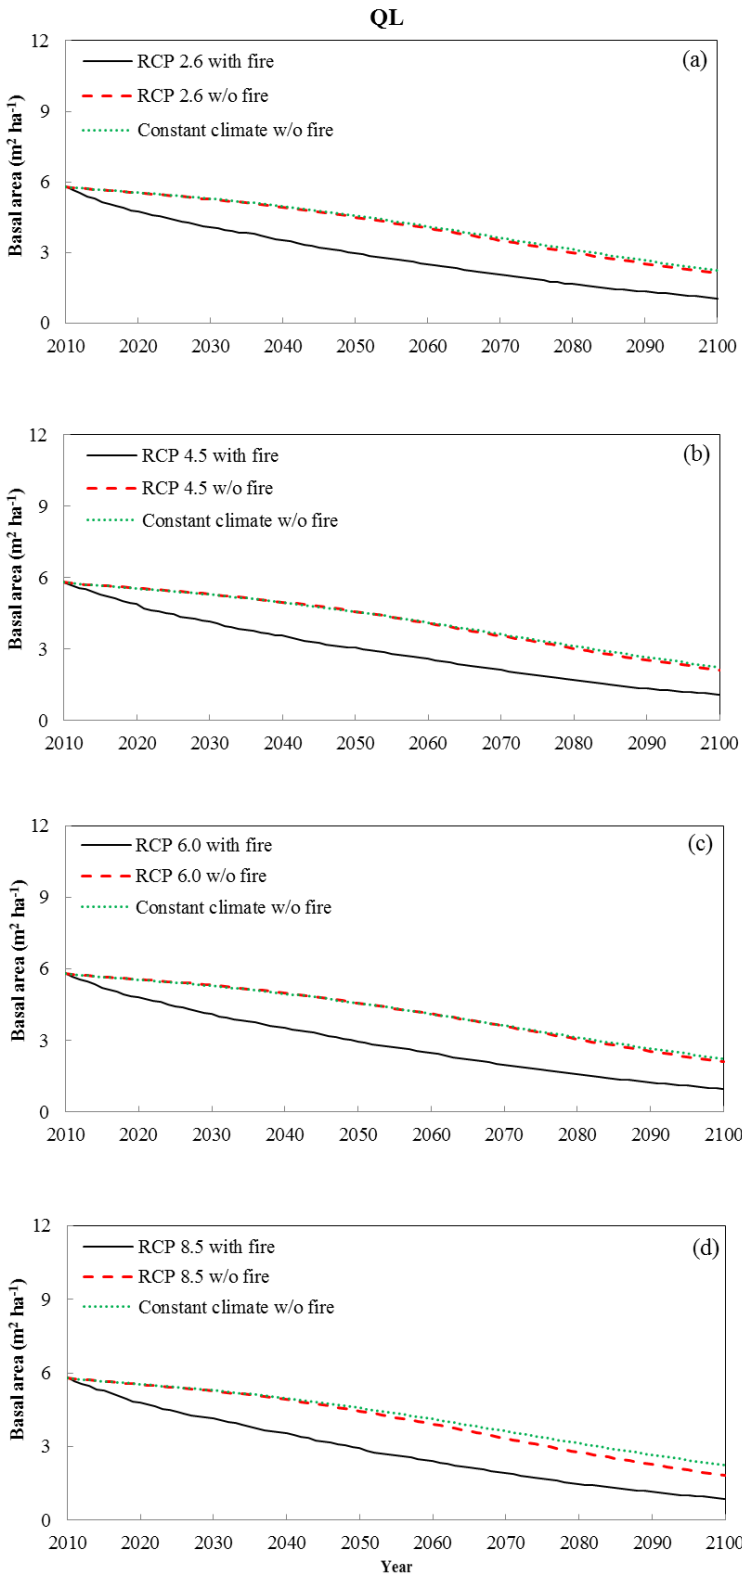 QL
12
(a)
RCP 2.6 with fire
RCP 2.6 w/o fire
Constant climate w/o fire
9
6
3
0
Basal area (m² ha⁻¹)
2010 2020 2030 2040 2050 2060 2070 2080 2090 2100
12
(b)
RCP 4.5 with fire
RCP 4.5 w/o fire
Constant climate w/o fire
9
6
3
0
Basal area (m² ha⁻¹)
2010 2020 2030 2040 2050 2060 2070 2080 2090 2100
12
(c)
RCP 6.0 with fire
RCP 6.0 w/o fire
Constant climate w/o fire
9
6
3
0
Basal area (m² ha⁻¹)
2010 2020 2030 2040 2050 2060 2070 2080 2090 2100
12
(d)
RCP 8.5 with fire
RCP 8.5 w/o fire
Constant climate w/o fire
9
6
3
0
Basal area (m² ha⁻¹)
2010 2020 2030 2040 2050 2060 2070 2080 2090 2100
Year